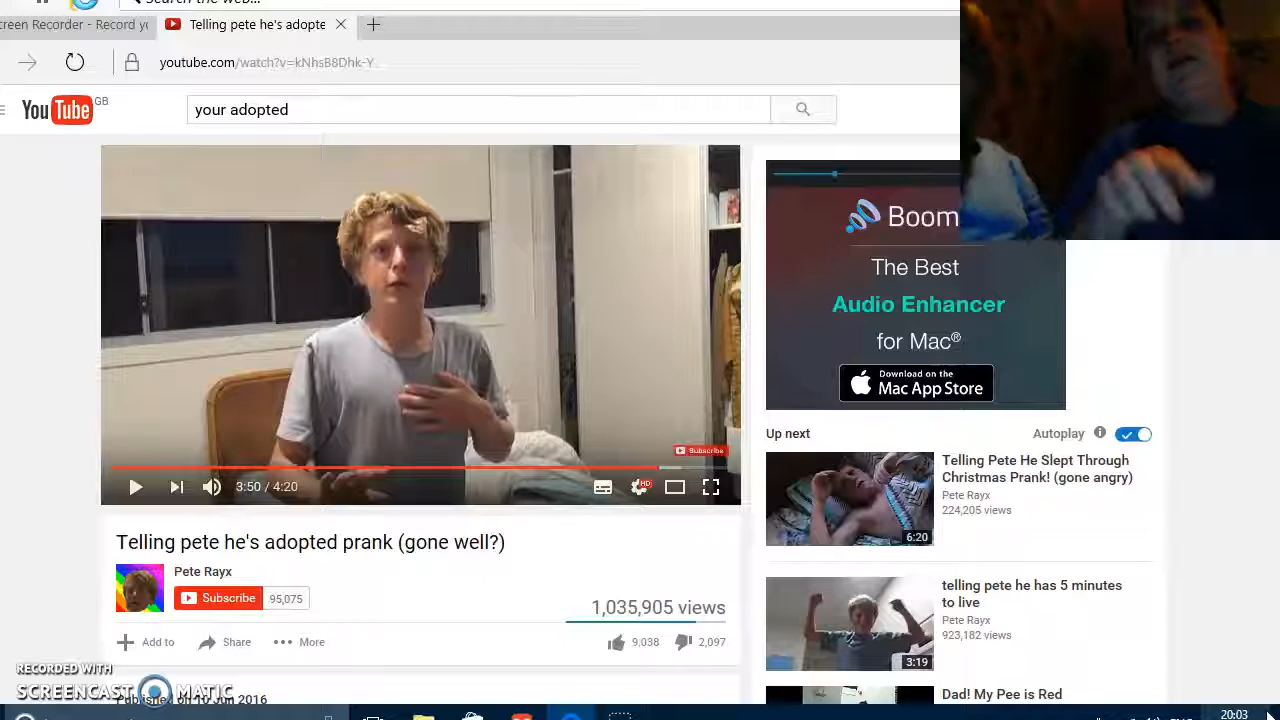 Search the web...
creen Recorder - Record yo
Telling pete he's adopte
youtube.com/watch?v=kNhsB8Dhk-Y
YouTube GB
your adopted
Boom
The Best
Audio Enhancer
for Mac®
Download on the
Mac App Store
Subscribe
3:50 / 4:20
HD
Up next
Autoplay
Telling Pete He Slept Through
Christmas Prank! (gone angry)
Pete Rayx
224,205 views
6:20
Telling pete he's adopted prank (gone well?)
Pete Rayx
Subscribe 95,075
1,035,905 views
telling pete he has 5 minutes
to live
Pete Rayx
923,182 views
3:19
Add to Share More 9,038 2,097
RECORDED WITH
SCREENCAST MATIC
Published on 10 Jun 2016
Dad! My Pee is Red
20:03